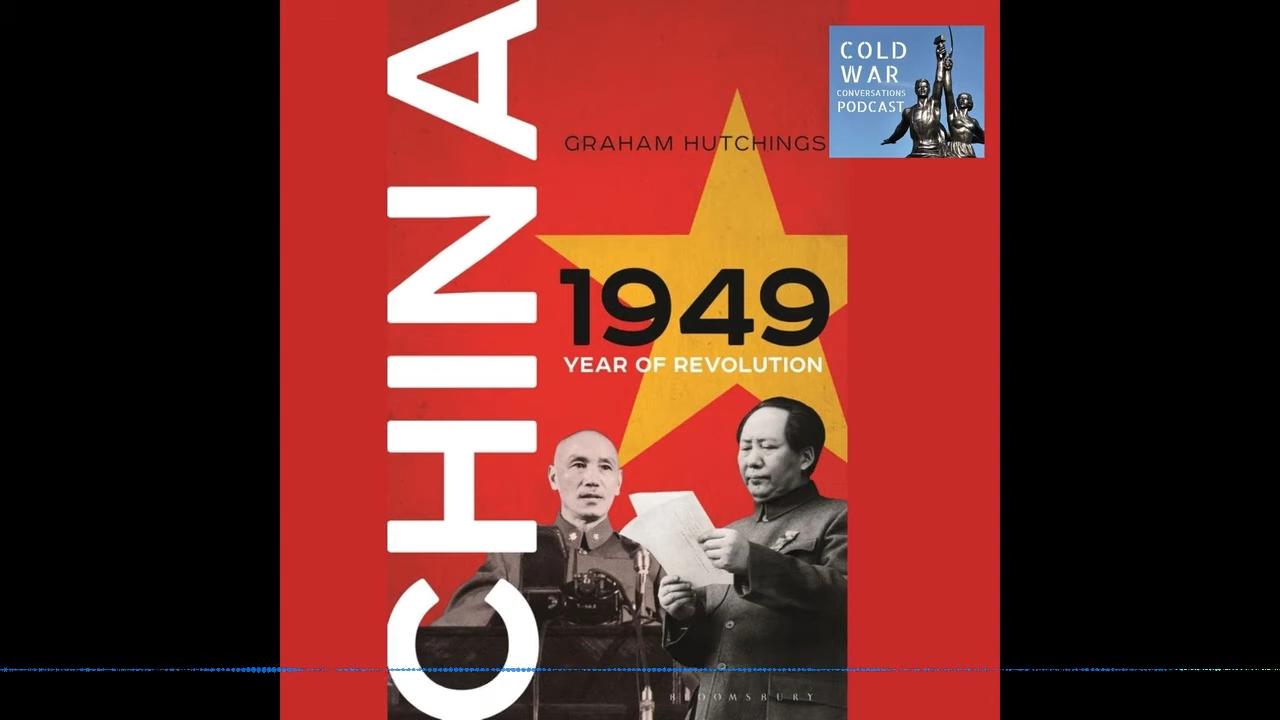 CHINA
GRAHAM HUTCHINGS
1949
YEAR OF REVOLUTION
BLOOMSBURY
COLD
WAR
CONVERSATIONS
PODCAST